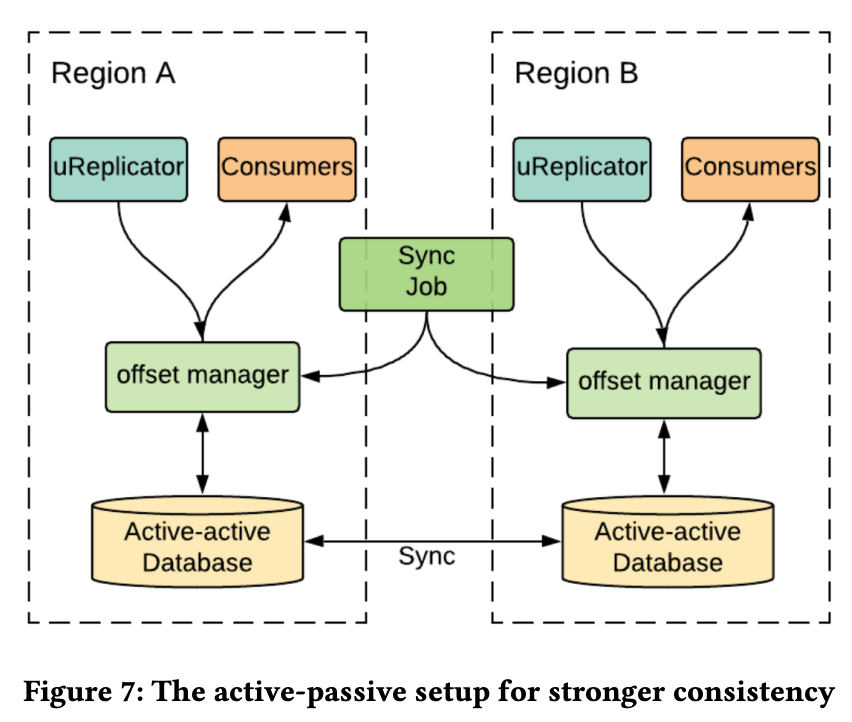 Region A
Region B
uReplicator
Consumers
uReplicator
Consumers
Sync
Job
offset manager
offset manager
Active-active
Database
Active-active
Database
Sync
Figure 7: The active-passive setup for stronger consistency